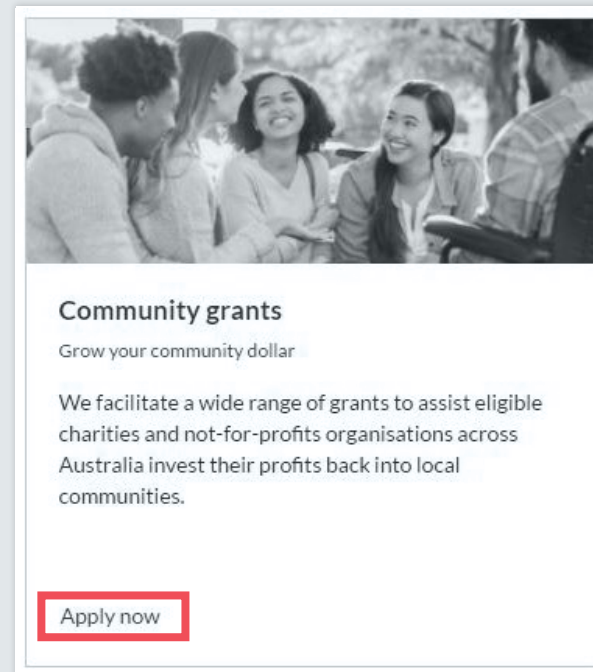 Community grants
Grow your community dollar
We facilitate a wide range of grants to assist eligible
charities and not-for-profits organisations across
Australia invest their profits back into local
communities.
Apply now